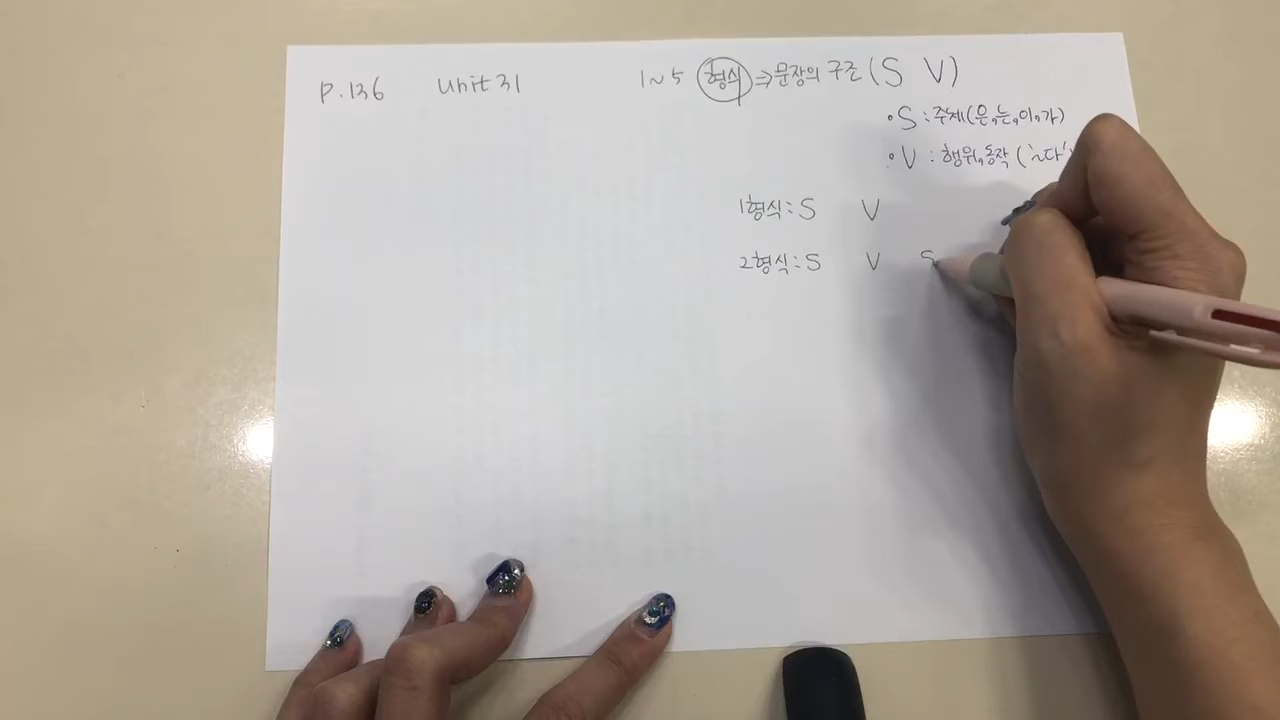 P.136 unit 31 1~5 형식 ⇒ 문장의 구조 (S V)
• S : 주체(은,는,이,가)
• V : 행위,동작 ('~다')
1형식 : S V
2형식 : S V S